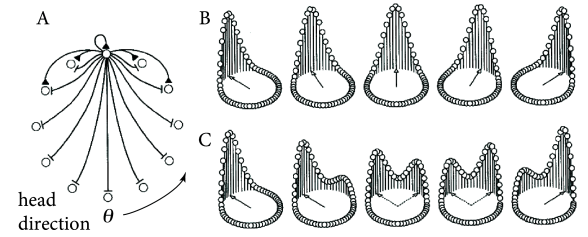 A
B
C
head
direction θ